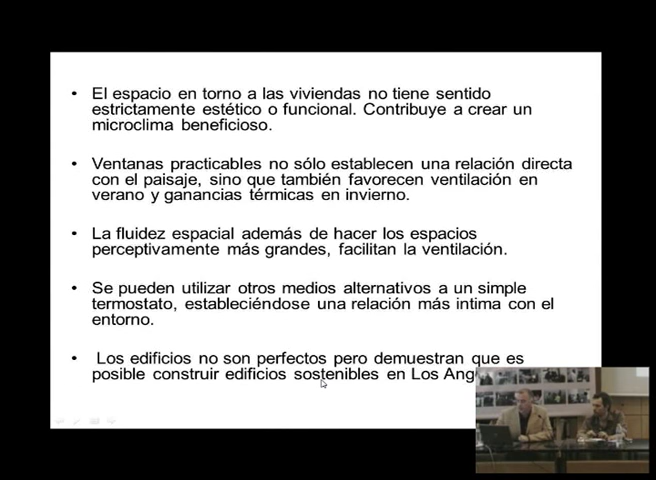 • El espacio en torno a las viviendas no tiene sentido
estrictamente estético o funcional. Contribuye a crear un
microclima beneficioso.
• Ventanas practicables no sólo establecen una relación directa
con el paisaje, sino que también favorecen ventilación en
verano y ganancias térmicas en invierno.
• La fluidez espacial además de hacer los espacios
perceptivamente más grandes, facilitan la ventilación.
• Se pueden utilizar otros medios alternativos a un simple
termostato, estableciéndose una relación más intima con el
entorno.
• Los edificios no son perfectos pero demuestran que es
posible construir edificios sostenibles en Los